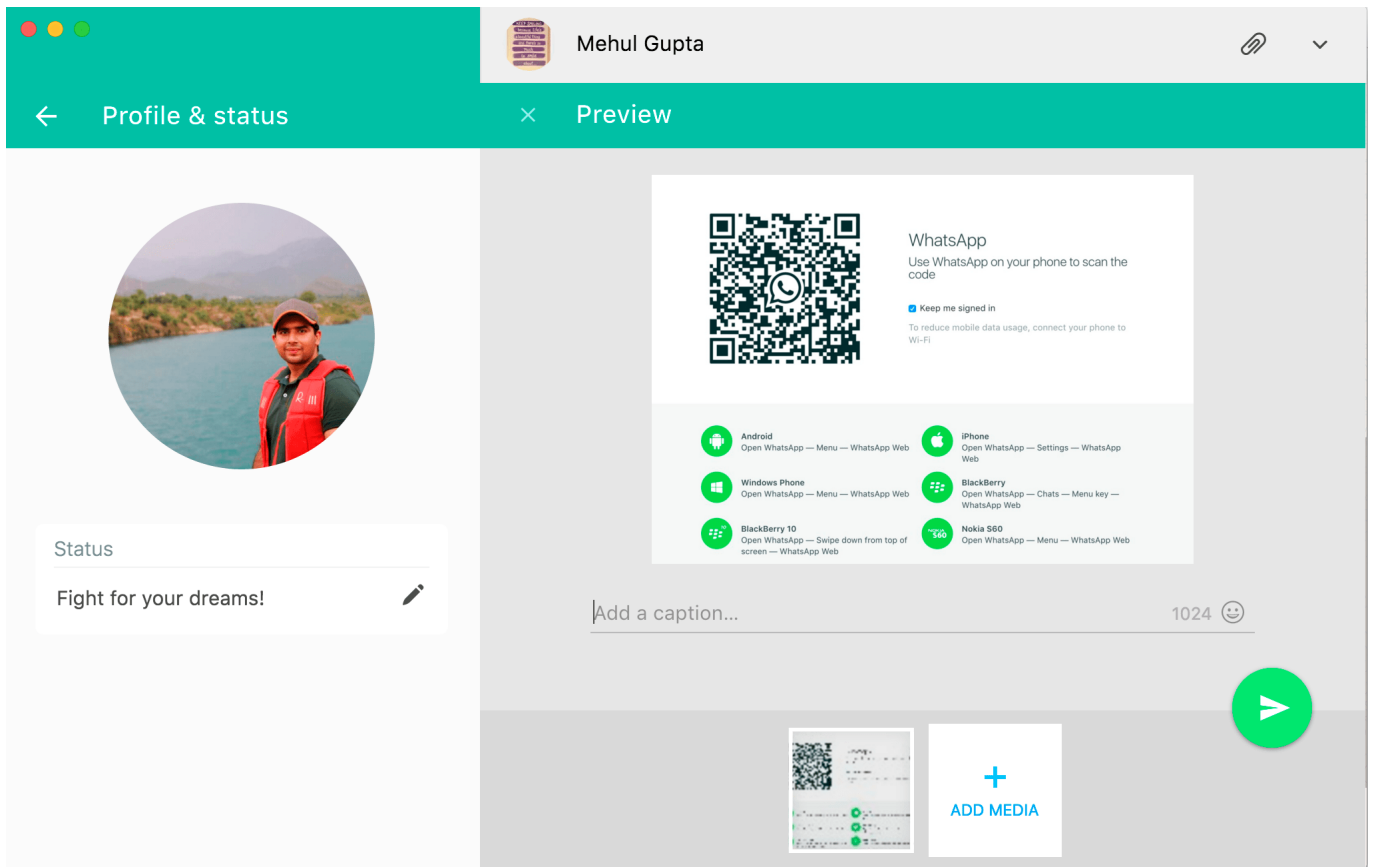 Mehul Gupta
Profile & status
Preview
Status
Fight for your dreams!
WhatsApp
Use WhatsApp on your phone to scan the
code
Keep me signed in
To reduce mobile data usage, connect your phone to
Wi-Fi
Android
Open WhatsApp — Menu — WhatsApp Web
iPhone
Open WhatsApp — Settings — WhatsApp
Web
Windows Phone
Open WhatsApp — Menu — WhatsApp Web
BlackBerry
Open WhatsApp — Chats — Menu key —
WhatsApp Web
BlackBerry 10
Open WhatsApp — Swipe down from top of
screen — WhatsApp Web
Nokia S60
Open WhatsApp — Menu — WhatsApp Web
Add a caption...
1024
ADD MEDIA